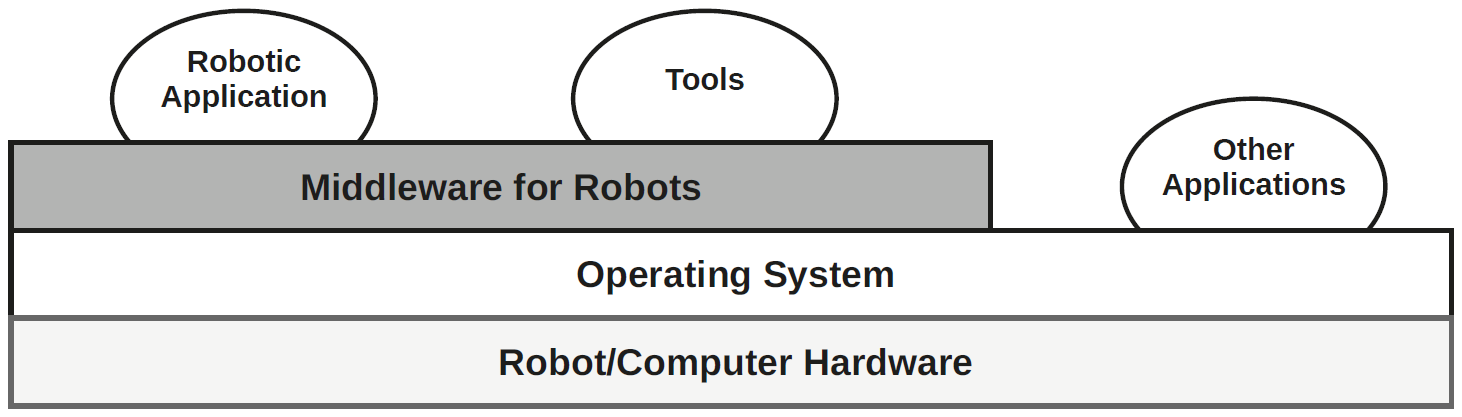 Robotic
Application
Tools
Other
Applications
Middleware for Robots
Operating System
Robot/Computer Hardware